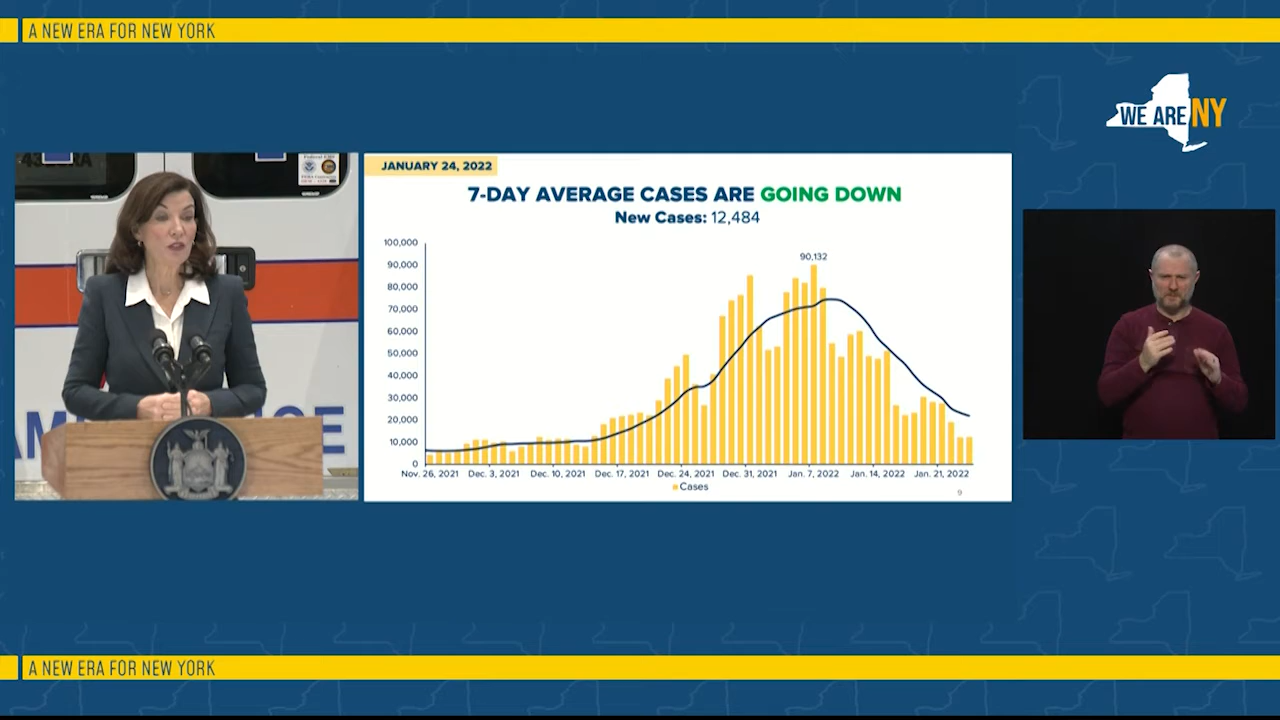 A NEW ERA FOR NEW YORK
WE ARE NY
JANUARY 24, 2022
7-DAY AVERAGE CASES ARE GOING DOWN
New Cases: 12,484
100,000
90,000
80,000
70,000
60,000
50,000
40,000
30,000
20,000
10,000
0
90,132
Nov. 26, 2021 Dec. 3, 2021 Dec. 10, 2021 Dec. 17, 2021 Dec. 24, 2021 Dec. 31, 2021 Jan. 7, 2022 Jan. 14, 2022 Jan. 21, 2022
Cases
9
A NEW ERA FOR NEW YORK